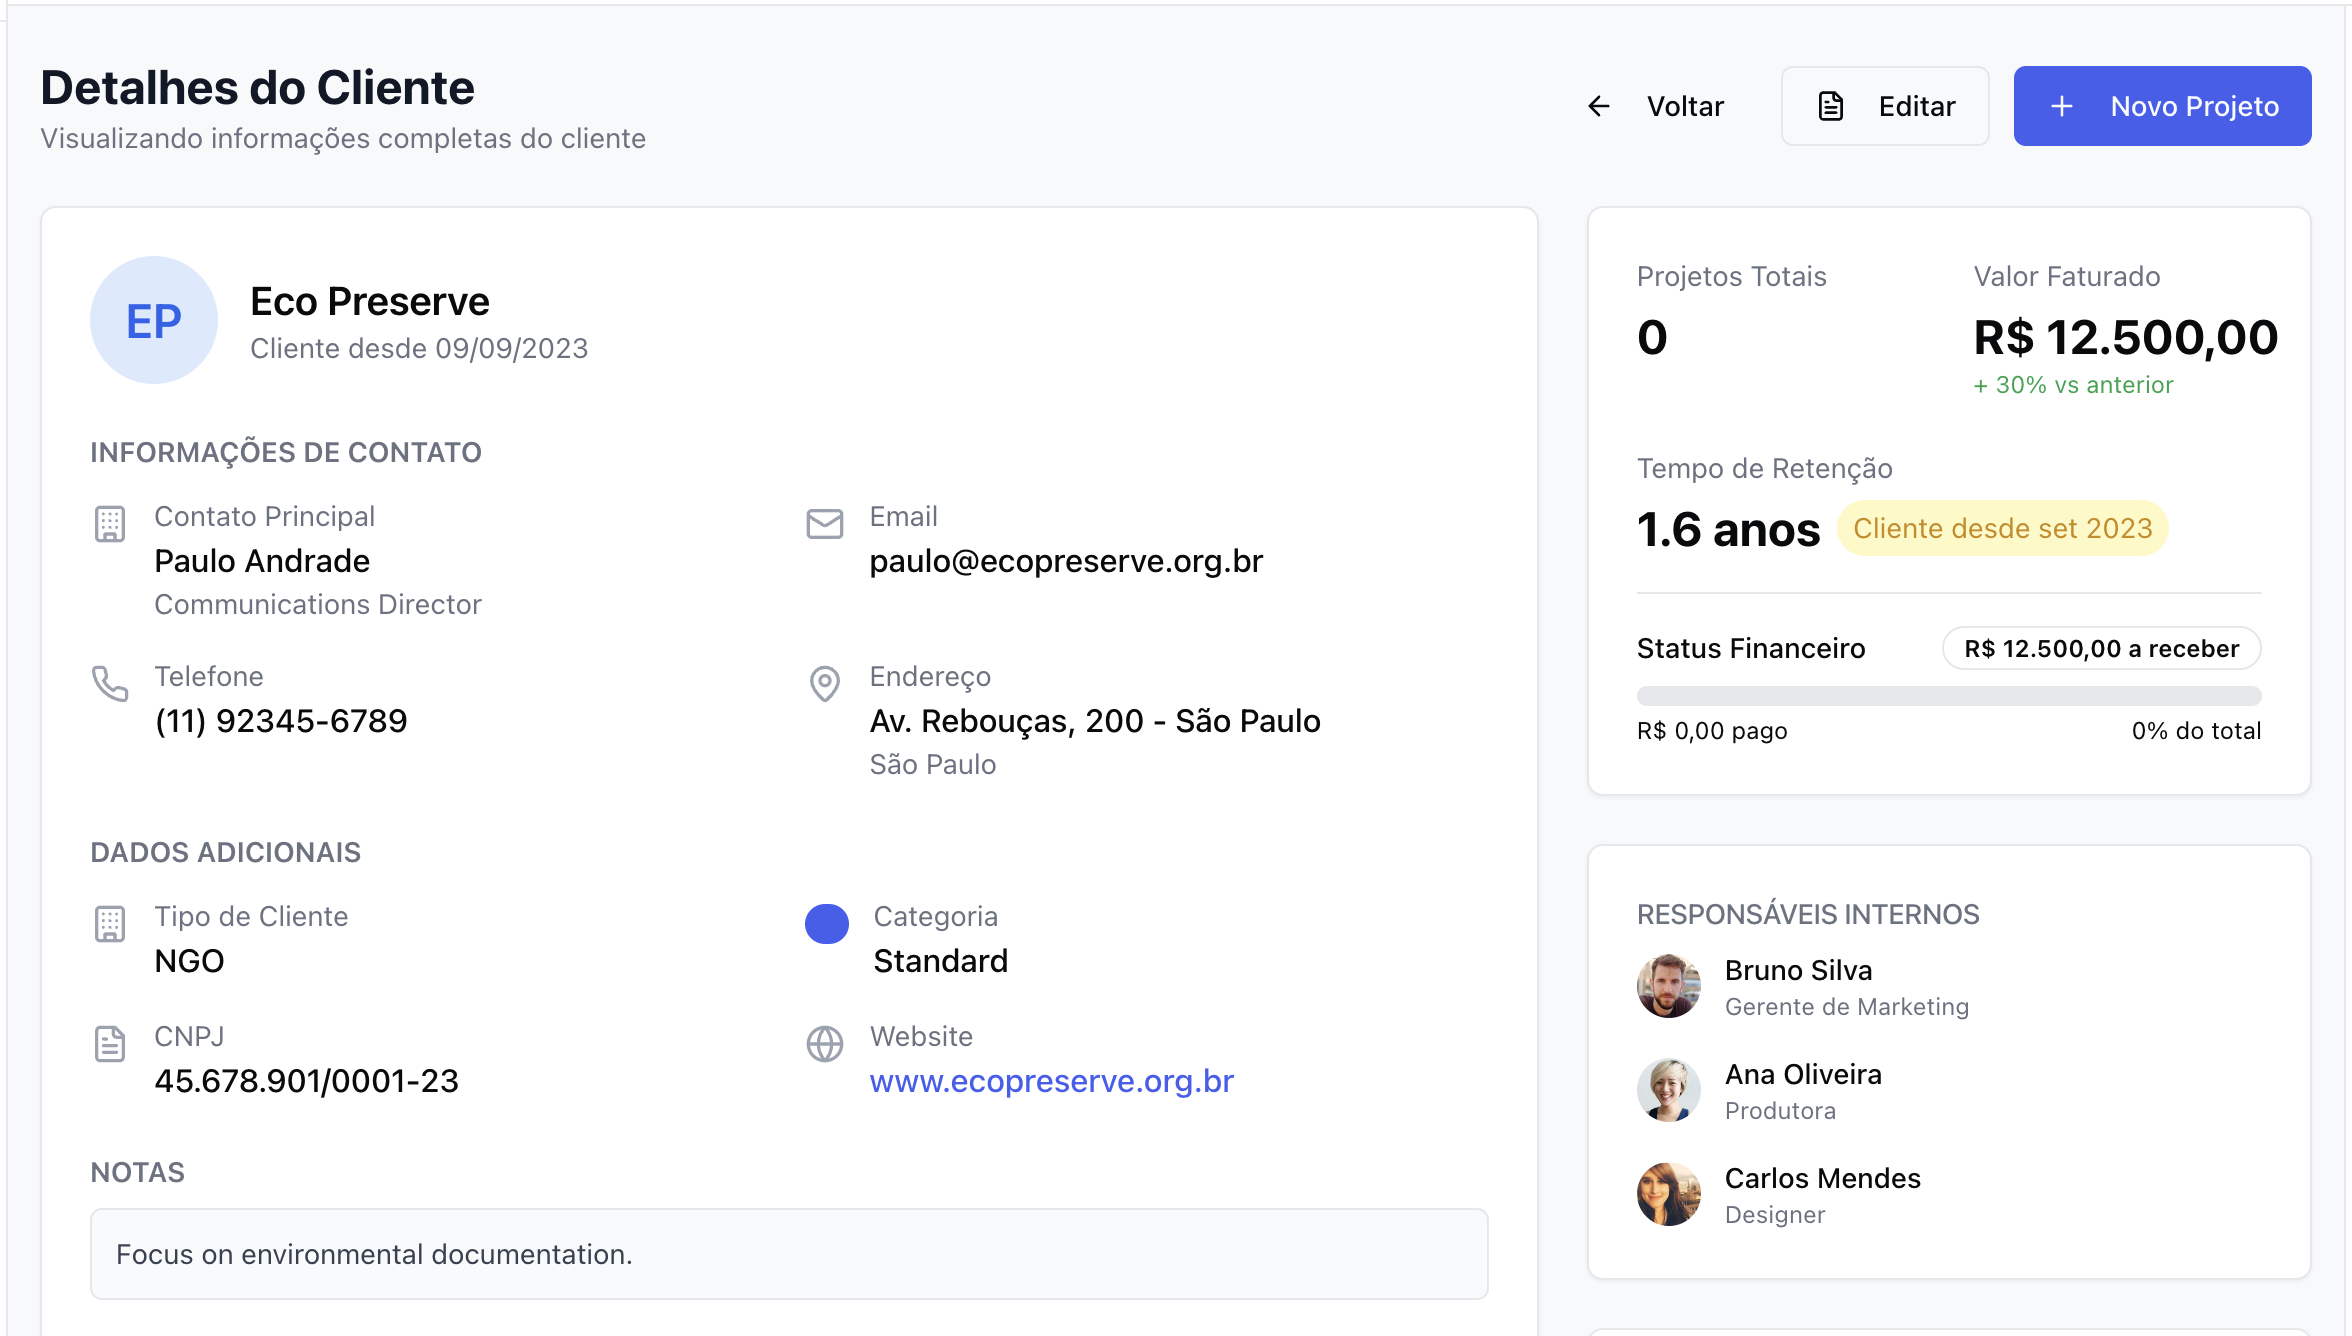 Detalhes do Cliente
Visualizando informações completas do cliente
Voltar
Editar
Novo Projeto
EP
Eco Preserve
Cliente desde 09/09/2023
INFORMAÇÕES DE CONTATO
Contato Principal
Paulo Andrade
Communications Director
Email
paulo@ecopreserve.org.br
Telefone
(11) 92345-6789
Endereço
Av. Rebouças, 200 - São Paulo
São Paulo
DADOS ADICIONAIS
Tipo de Cliente
NGO
Categoria
Standard
CNPJ
45.678.901/0001-23
Website
www.ecopreserve.org.br
NOTAS
Focus on environmental documentation.
Projetos Totais
0
Valor Faturado
R$ 12.500,00
+ 30% vs anterior
Tempo de Retenção
1.6 anos
Cliente desde set 2023
Status Financeiro
R$ 12.500,00 a receber
R$ 0,00 pago
0% do total
RESPONSÁVEIS INTERNOS
Bruno Silva
Gerente de Marketing
Ana Oliveira
Produtora
Carlos Mendes
Designer